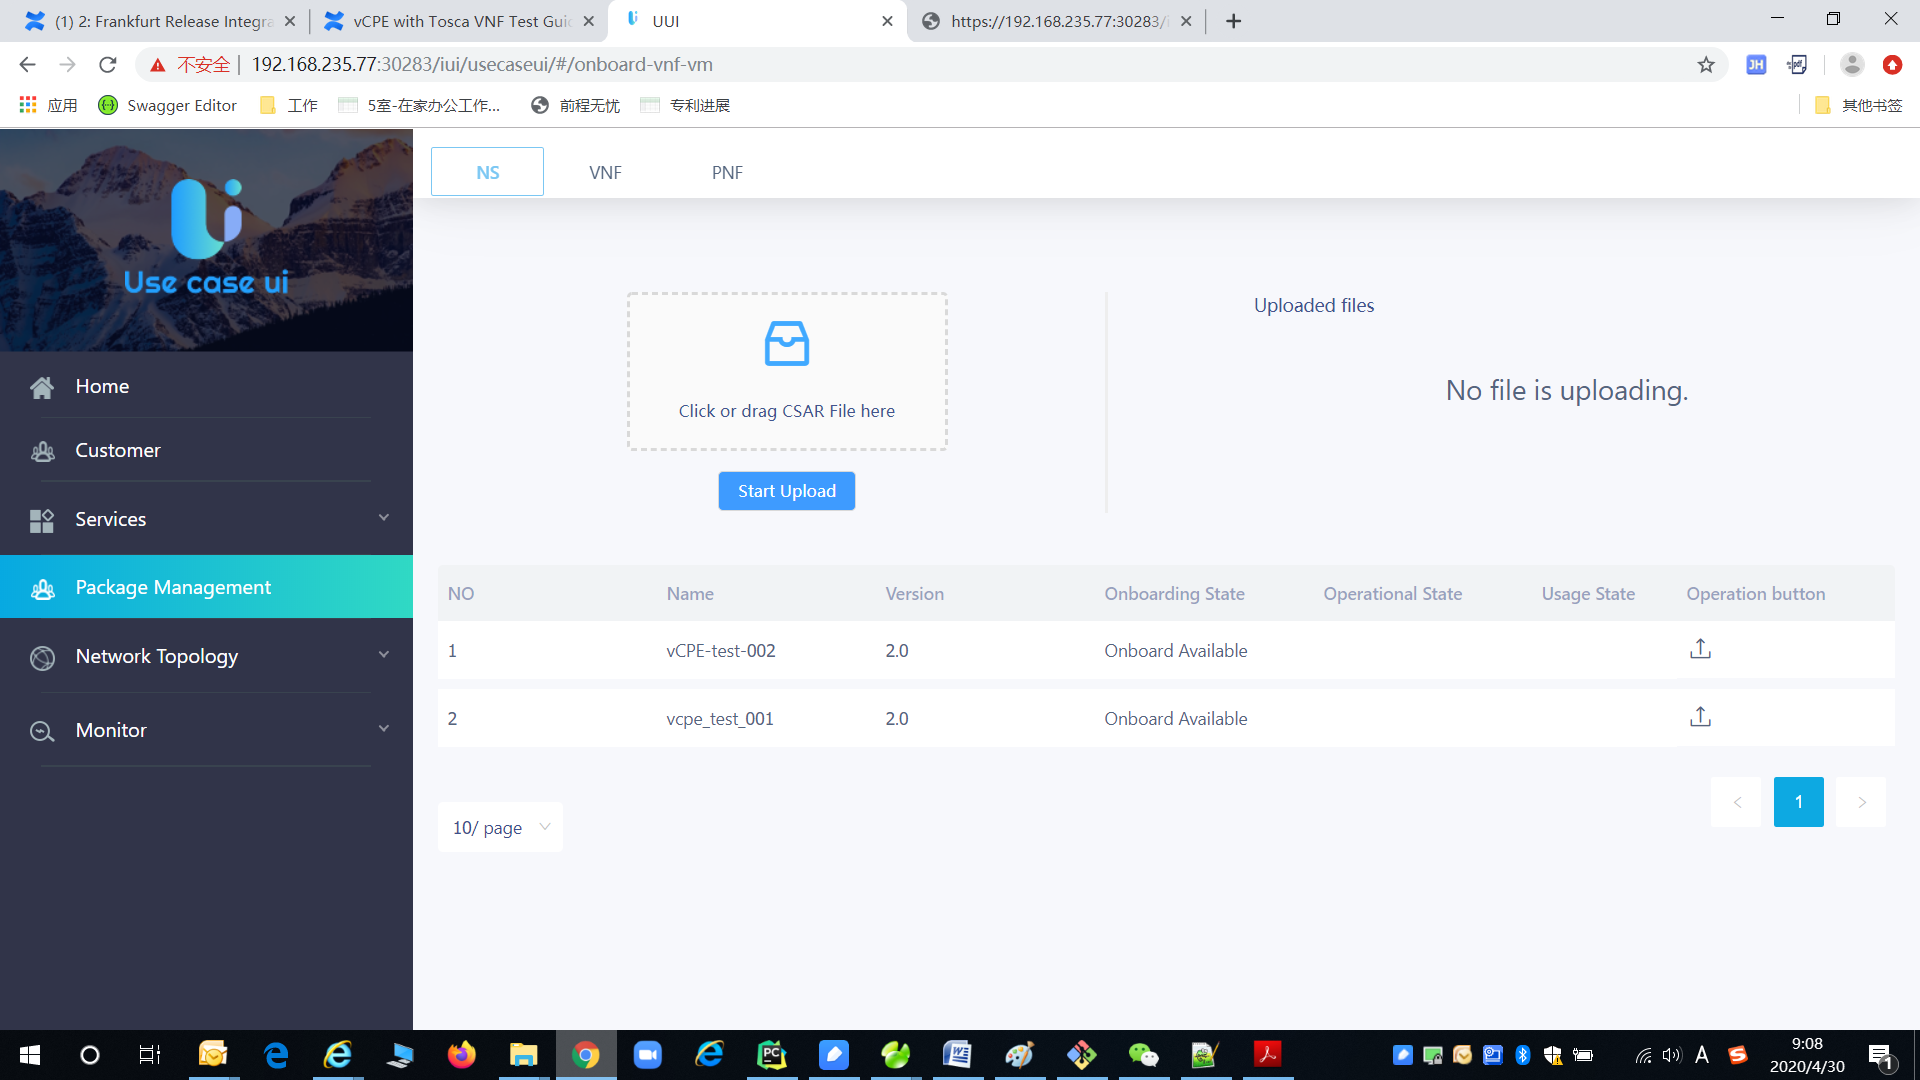 (1) 2: Frankfurt Release Integra
vCPE with Tosca VNF Test Gui
UUI
https://192.168.235.77:30283/i
不安全
192.168.235.77:30283/iui/usecaseui/#/onboard-vnf-vm
JH
应用
Swagger Editor
工作
5室-在家办公工作...
前程无忧
专利进展
其他书签
Use case ui
Home
Customer
Services
Package Management
Network Topology
Monitor
NS
VNF
PNF
Click or drag CSAR File here
Start Upload
Uploaded files
No file is uploading.
NO Name Version Onboarding State Operational State Usage State Operation button
1 vCPE-test-002 2.0 Onboard Available
2 vcpe_test_001 2.0 Onboard Available
10/ page
< 1 >
9:08
2020/4/30
1